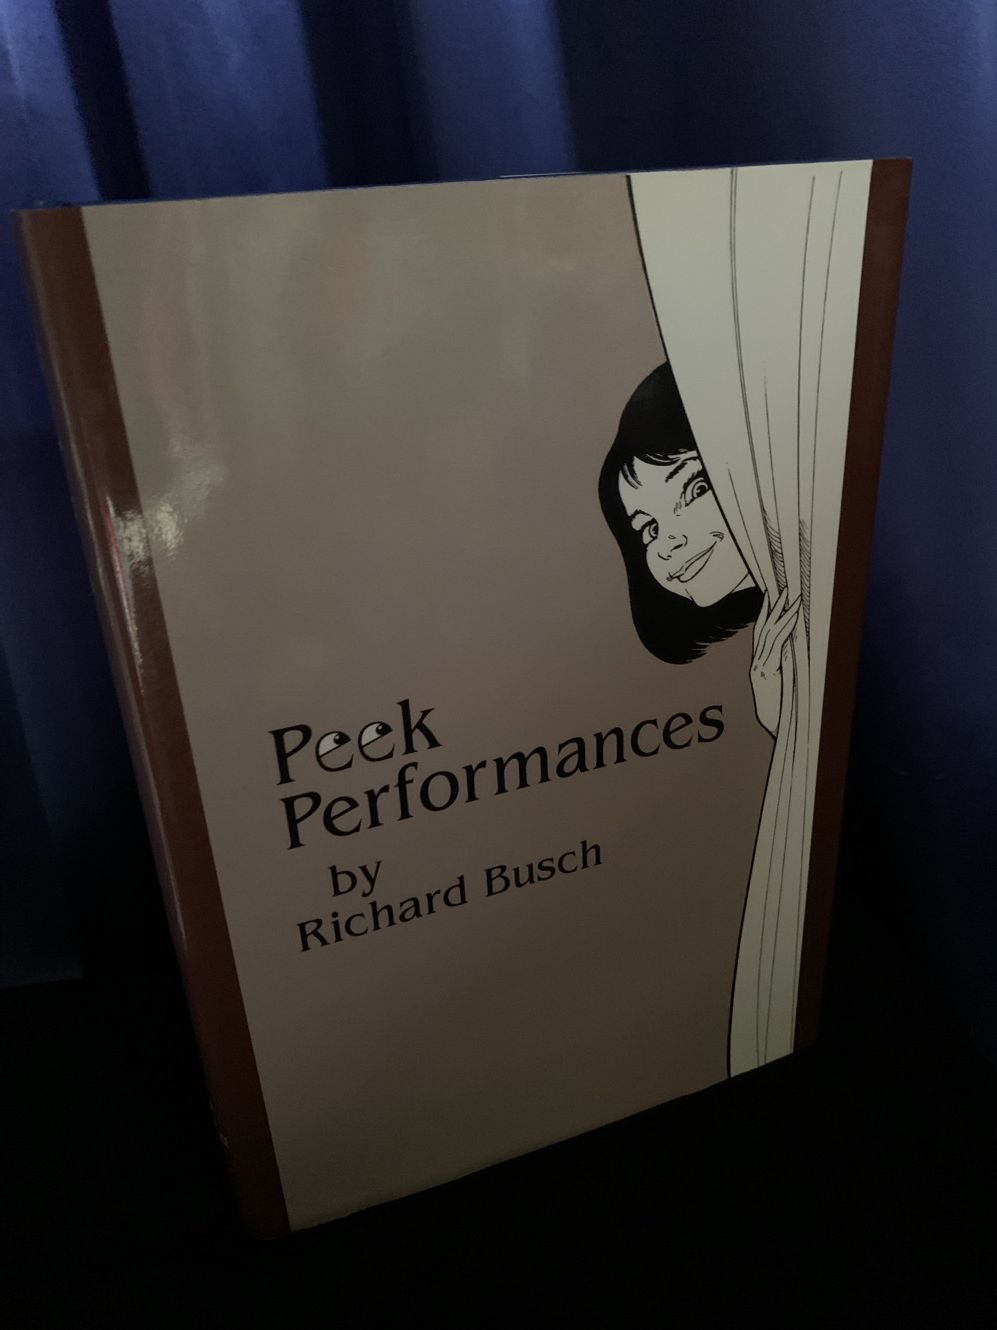 Peek
Performances
by
Richard Busch